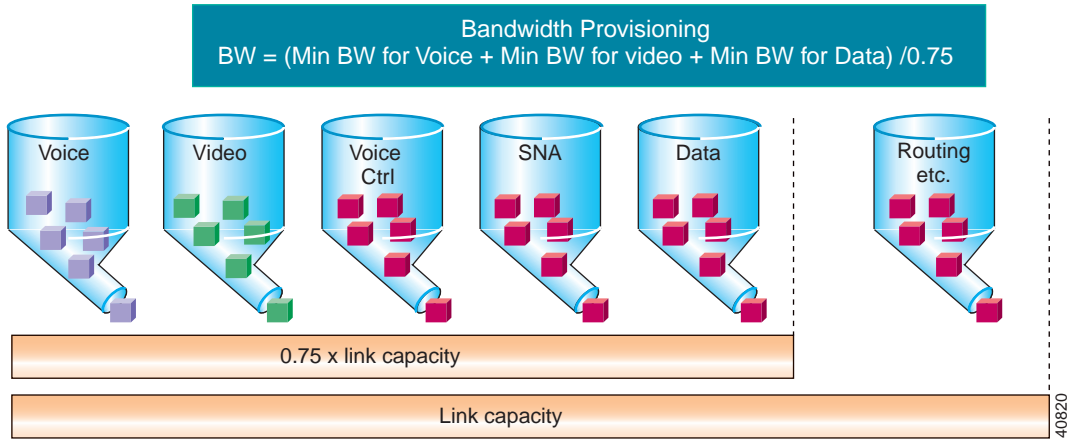 Bandwidth Provisioning
BW = (Min BW for Voice + Min BW for video + Min BW for Data) /0.75
Voice
Video
Voice
Ctrl
SNA
Data
Routing
etc.
0.75 x link capacity
Link capacity
40820